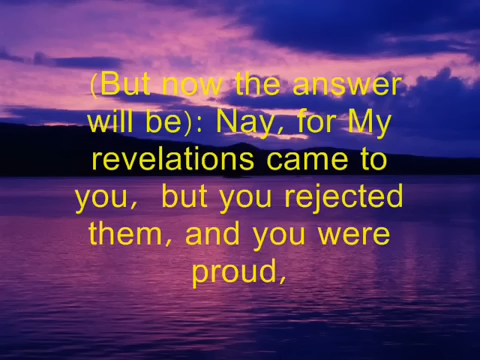 (But now the answer
will be): Nay, for My
revelations came to
you, but you rejected
them, and you were
proud,